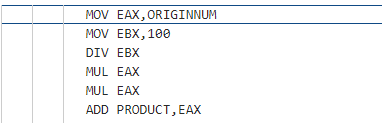 MOV EAX,ORIGINNUM
MOV EBX,100
DIV EBX
MUL EAX
MUL EAX
ADD PRODUCT,EAX